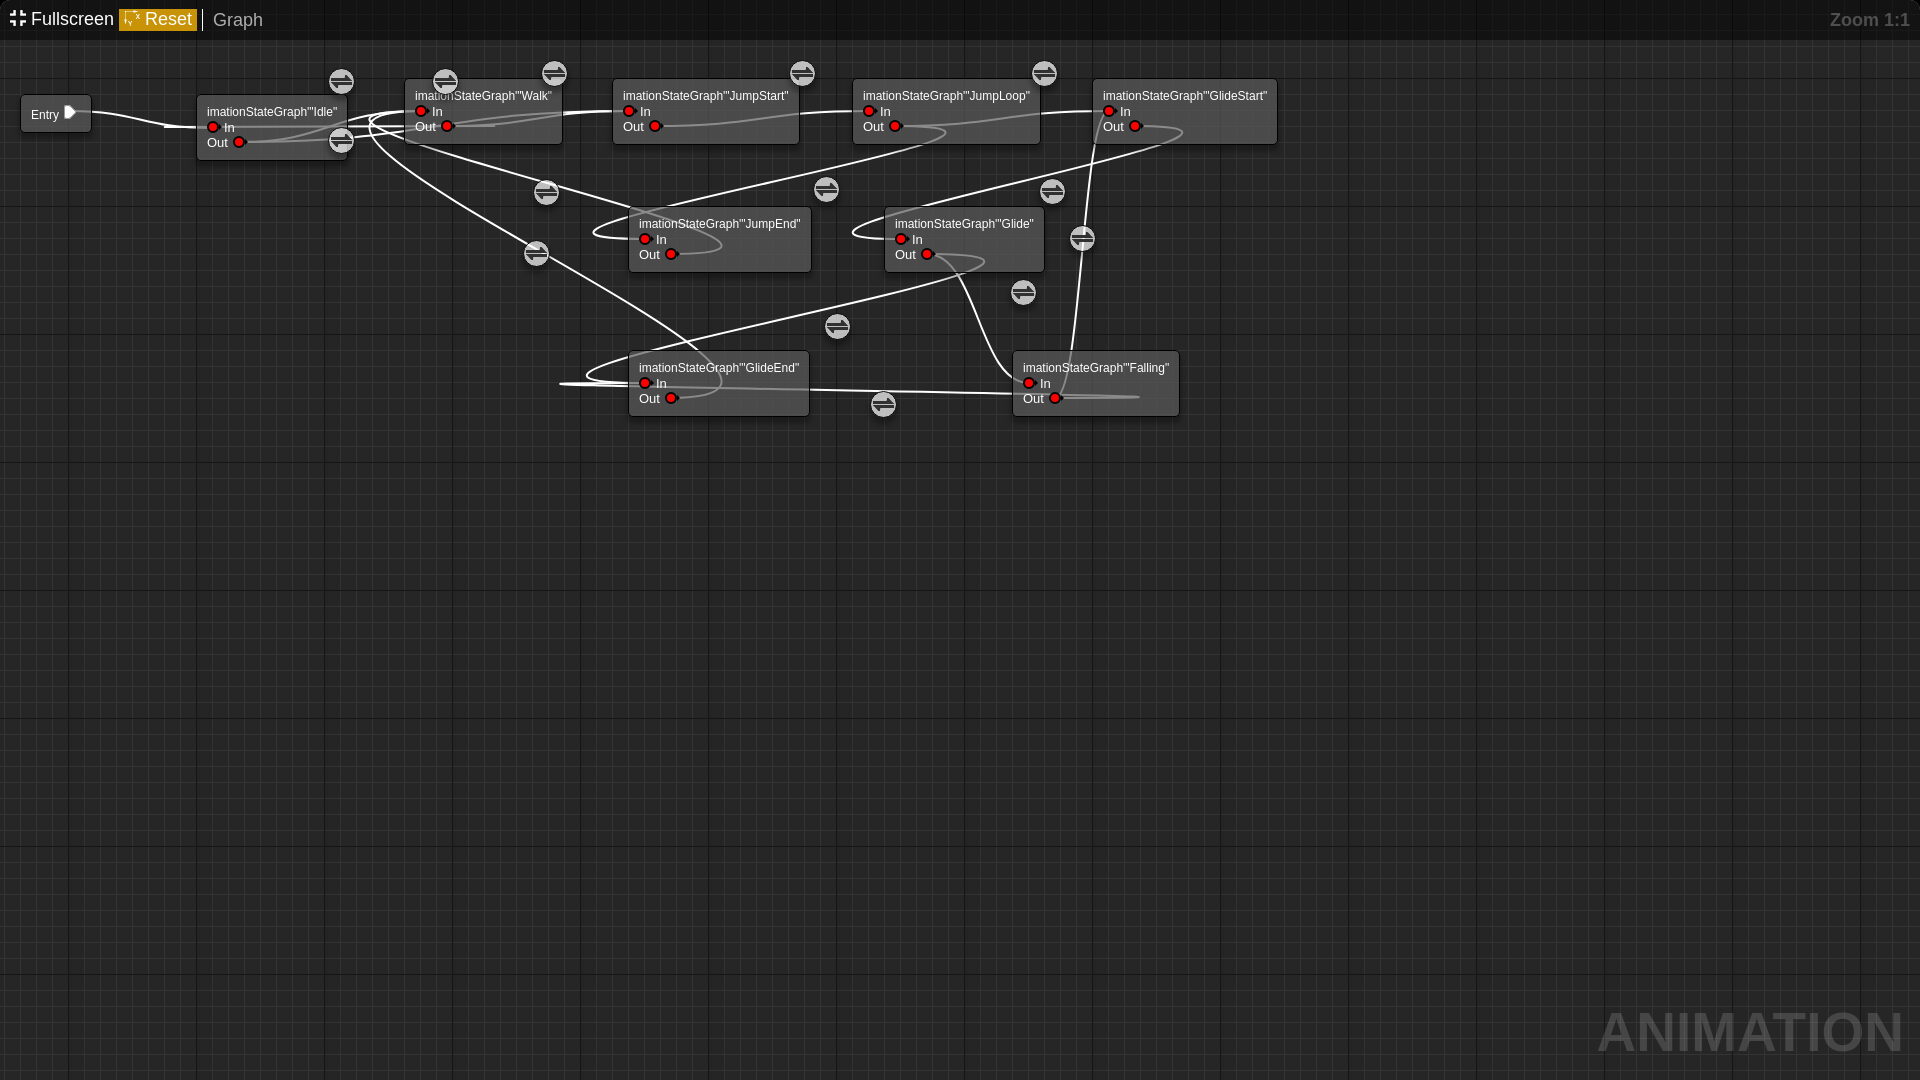 Fullscreen Reset Graph Zoom 1:1
Entry
imationStateGraph'"Idle"
In
Out
imationStateGraph'"Walk"
In
Out
imationStateGraph'"JumpStart"
In
Out
imationStateGraph'"JumpLoop"
In
Out
imationStateGraph'"GlideStart"
In
Out
imationStateGraph'"JumpEnd"
In
Out
imationStateGraph'"Glide"
In
Out
imationStateGraph'"GlideEnd"
In
Out
imationStateGraph'"Falling"
In
Out
ANIMATION